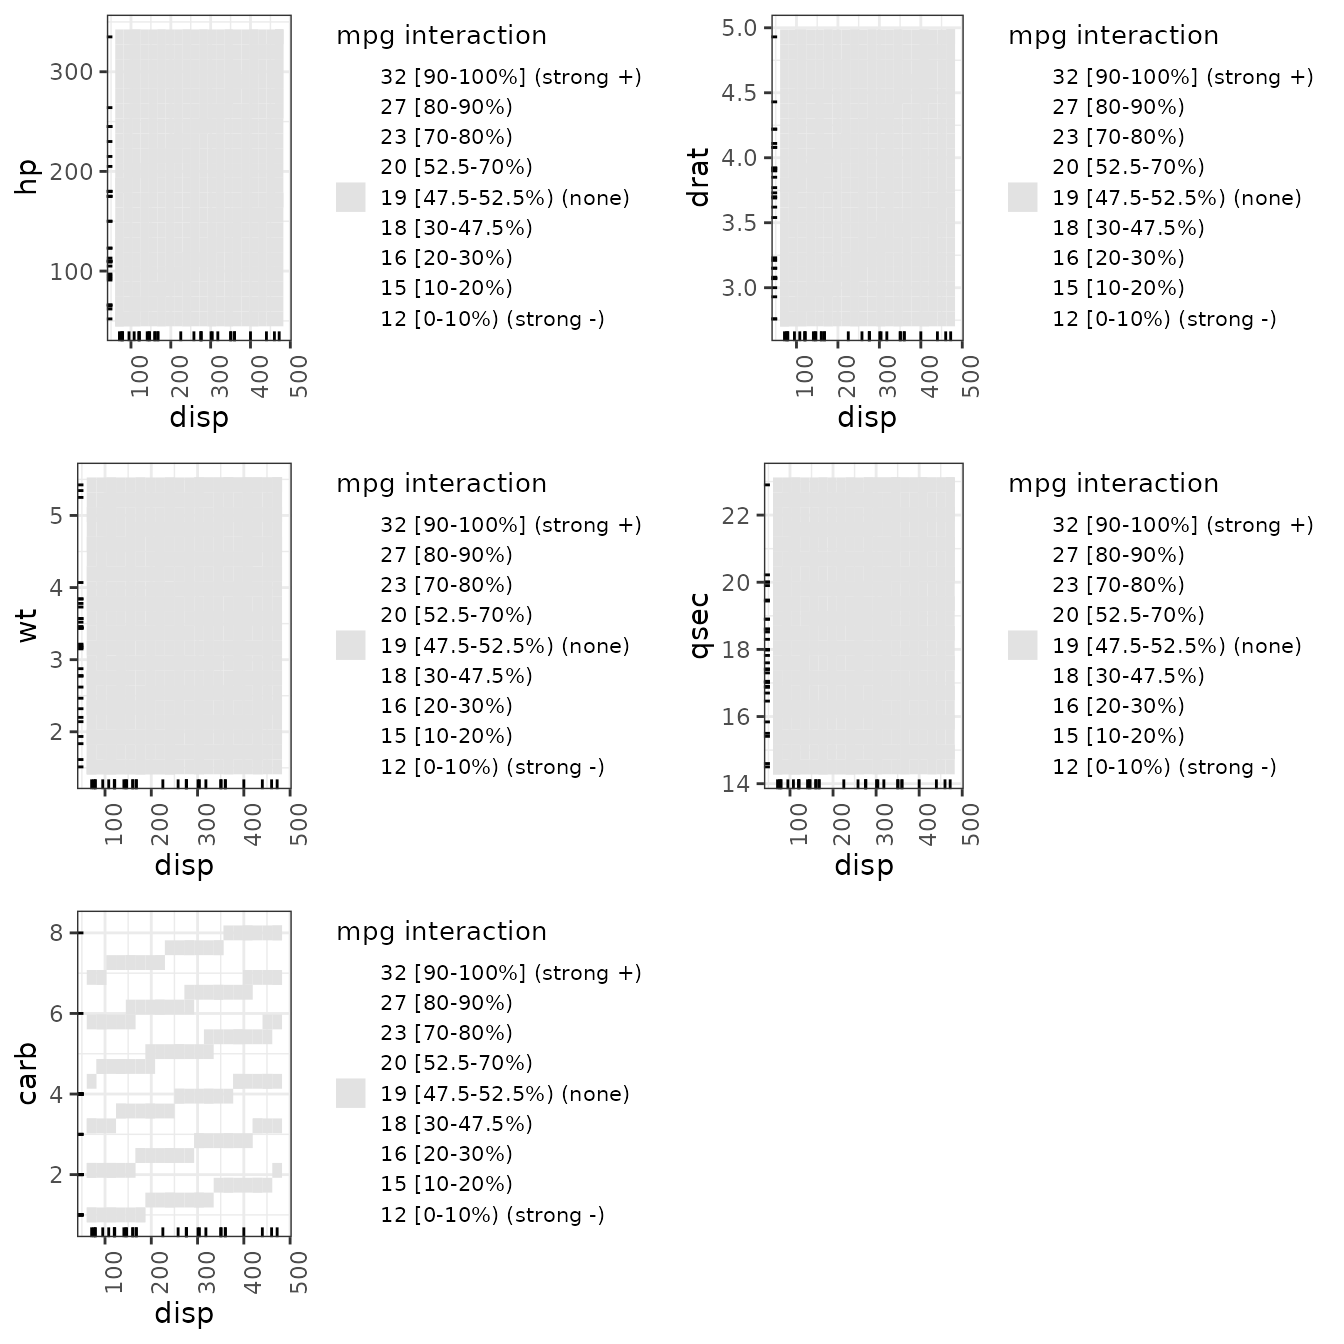 hp
300
200
100
100
200
300
400
500
disp
mpg interaction
32 [90-100%] (strong +)
27 [80-90%)
23 [70-80%)
20 [52.5-70%)
19 [47.5-52.5%) (none)
18 [30-47.5%)
16 [20-30%)
15 [10-20%)
12 [0-10%) (strong -)
drat
5.0
4.5
4.0
3.5
3.0
100
200
300
400
500
disp
mpg interaction
32 [90-100%] (strong +)
27 [80-90%)
23 [70-80%)
20 [52.5-70%)
19 [47.5-52.5%) (none)
18 [30-47.5%)
16 [20-30%)
15 [10-20%)
12 [0-10%) (strong -)
wt
5
4
3
2
100
200
300
400
500
disp
mpg interaction
32 [90-100%] (strong +)
27 [80-90%)
23 [70-80%)
20 [52.5-70%)
19 [47.5-52.5%) (none)
18 [30-47.5%)
16 [20-30%)
15 [10-20%)
12 [0-10%) (strong -)
qsec
22
20
18
16
14
100
200
300
400
500
disp
mpg interaction
32 [90-100%] (strong +)
27 [80-90%)
23 [70-80%)
20 [52.5-70%)
19 [47.5-52.5%) (none)
18 [30-47.5%)
16 [20-30%)
15 [10-20%)
12 [0-10%) (strong -)
carb
8
6
4
2
100
200
300
400
500
disp
mpg interaction
32 [90-100%] (strong +)
27 [80-90%)
23 [70-80%)
20 [52.5-70%)
19 [47.5-52.5%) (none)
18 [30-47.5%)
16 [20-30%)
15 [10-20%)
12 [0-10%) (strong -)